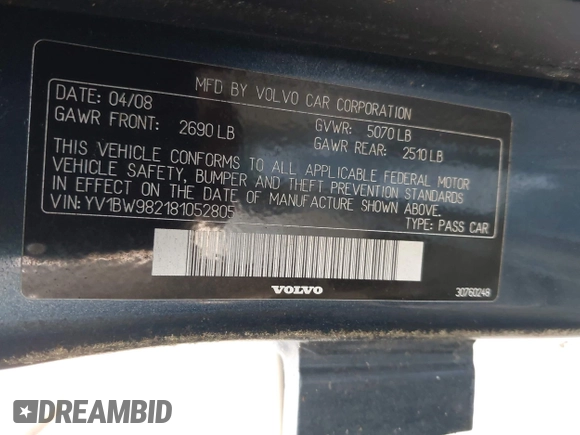 MFD BY VOLVO CAR CORPORATION
DATE: 04/08
GAWR FRONT: 2690 LB
GVWR: 5070 LB
GAWR REAR: 2510 LB
THIS VEHICLE CONFORMS TO ALL APPLICABLE FEDERAL MOTOR
VEHICLE SAFETY, BUMPER AND THEFT PREVENTION STANDARDS
IN EFFECT ON THE DATE OF MANUFACTURE SHOWN ABOVE.
VIN: YV1BW982181052805
TYPE: PASS CAR
VOLVO
30760248
DREAMBID